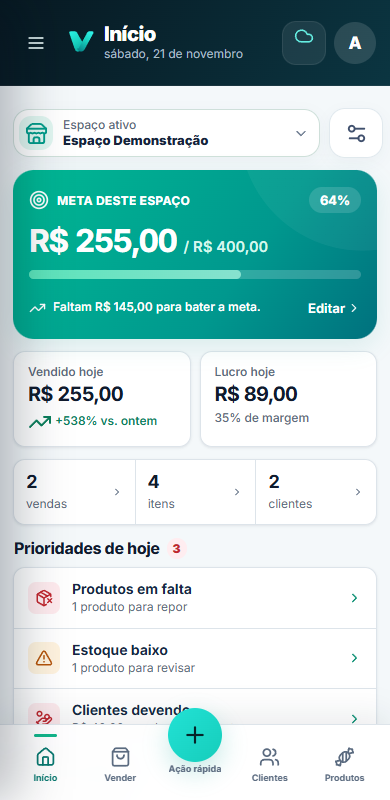 Início
sábado, 21 de novembro
A
Espaço ativo
Espaço Demonstração
META DESTE ESPAÇO
64%
R$ 255,00 / R$ 400,00
Faltam R$ 145,00 para bater a meta.
Editar
Vendido hoje
R$ 255,00
+538% vs. ontem
Lucro hoje
R$ 89,00
35% de margem
2
vendas
4
itens
2
clientes
Prioridades de hoje 3
Produtos em falta
1 produto para repor
Estoque baixo
1 produto para revisar
Clientes devendo
Início
Vender
Ação rápida
Clientes
Produtos